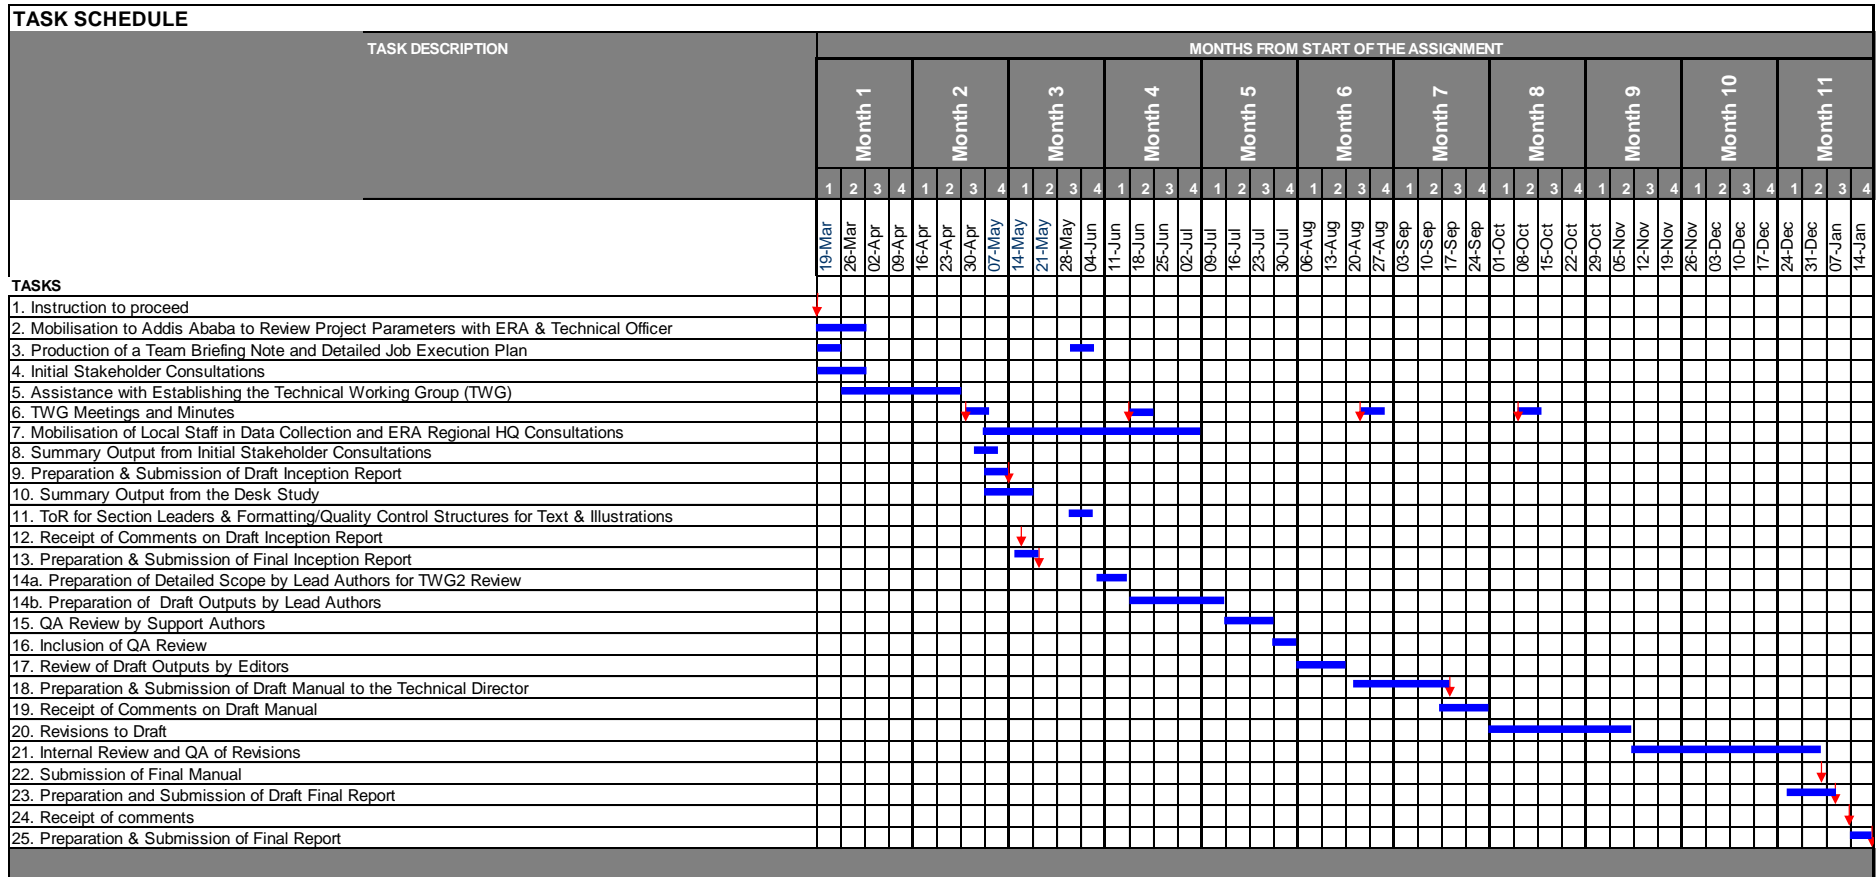 TASK SCHEDULE
TASK DESCRIPTION
MONTHS FROM START OF THE ASSIGNMENT
Month 1 Month 2 Month 3 Month 4 Month 5 Month 6 Month 7 Month 8 Month 9 Month 10 Month 11
1 2 3 4 1 2 3 4 1 2 3 4 1 2 3 4 1 2 3 4 1 2 3 4 1 2 3 4 1 2 3 4 1 2 3 4 1 2 3 4 1 2 3 4
19-Mar 26-Mar 02-Apr 09-Apr 16-Apr 23-Apr 30-Apr 07-May 14-May 21-May 28-May 04-Jun 11-Jun 18-Jun 25-Jun 02-Jul 09-Jul 16-Jul 23-Jul 30-Jul 06-Aug 13-Aug 20-Aug 27-Aug 03-Sep 10-Sep 17-Sep 24-Sep 01-Oct 08-Oct 15-Oct 22-Oct 29-Oct 05-Nov 12-Nov 19-Nov 26-Nov 03-Dec 10-Dec 17-Dec 24-Dec 31-Dec 07-Jan 14-Jan
TASKS
1. Instruction to proceed
2. Mobilisation to Addis Ababa to Review Project Parameters with ERA & Technical Officer
3. Production of a Team Briefing Note and Detailed Job Execution Plan
4. Initial Stakeholder Consultations
5. Assistance with Establishing the Technical Working Group (TWG)
6. TWG Meetings and Minutes
7. Mobilisation of Local Staff in Data Collection and ERA Regional HQ Consultations
8. Summary Output from Initial Stakeholder Consultations
9. Preparation & Submission of Draft Inception Report
10. Summary Output from the Desk Study
11. ToR for Section Leaders & Formatting/Quality Control Structures for Text & Illustrations
12. Receipt of Comments on Draft Inception Report
13. Preparation & Submission of Final Inception Report
14a. Preparation of Detailed Scope by Lead Authors for TWG2 Review
14b. Preparation of Draft Outputs by Lead Authors
15. QA Review by Support Authors
16. Inclusion of QA Review
17. Review of Draft Outputs by Editors
18. Preparation & Submission of Draft Manual to the Technical Director
19. Receipt of Comments on Draft Manual
20. Revisions to Draft
21. Internal Review and QA of Revisions
22. Submission of Final Manual
23. Preparation and Submission of Draft Final Report
24. Receipt of comments
25. Preparation & Submission of Final Report